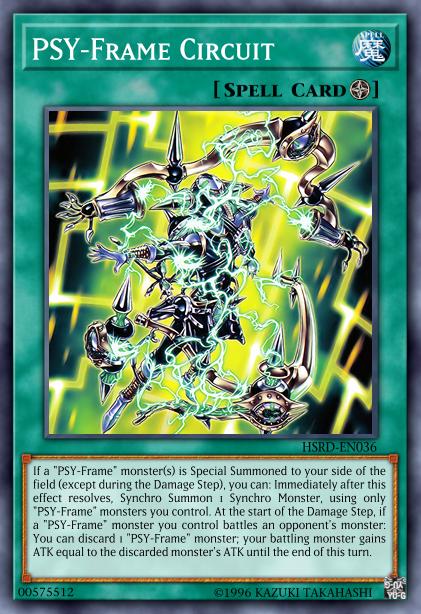 PSY-FRAME CIRCUIT
SPELL
魔
[SPELL CARD]
HSRD-EN036
If a "PSY-Frame" monster(s) is Special Summoned to your side of the
field (except during the Damage Step), you can: Immediately after this
effect resolves, Synchro Summon 1 Synchro Monster, using only
"PSY-Frame" monsters you control. At the start of the Damage Step, if
a "PSY-Frame" monster you control battles an opponent's monster:
You can discard 1 "PSY-Frame" monster; your battling monster gains
ATK equal to the discarded monster's ATK until the end of this turn.
00575512
©1996 KAZUKI TAKAHASHI